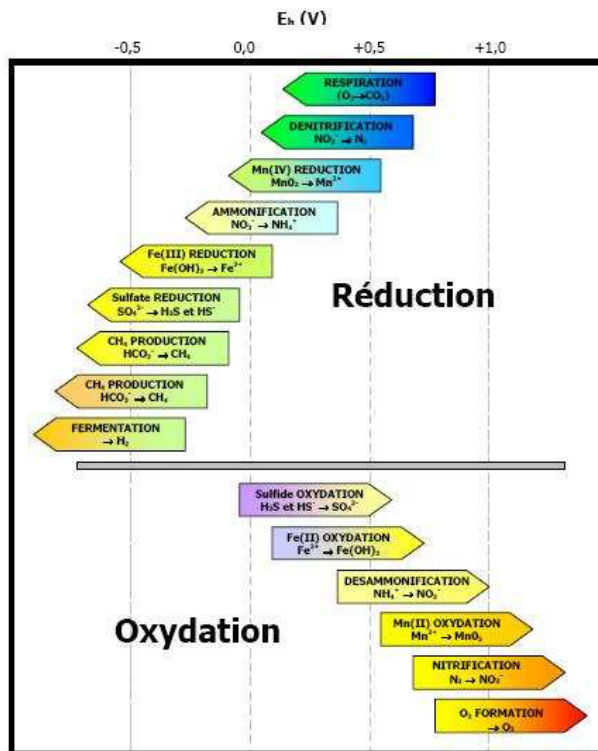 Eₕ (V)
-0,5 0,0 +0,5 +1,0
RESPIRATION
(O₂→CO₂)
DENITRIFICATION
NO₃⁻ → N₂
Mn(IV) REDUCTION
MnO₂ → Mn²⁺
AMMONIFICATION
NO₃⁻ → NH₄⁺
Fe(III) REDUCTION
Fe(OH)₃ → Fe²⁺
Sulfate REDUCTION
SO₄²⁻ → H₂S et HS⁻
Réduction
CH₄ PRODUCTION
HCO₃⁻ → CH₄
CH₄ PRODUCTION
HCO₃⁻ → CH₄
FERMENTATION
→ H₂
Sulfide OXYDATION
H₂S et HS⁻ → SO₄²⁻
Fe(II) OXYDATION
Fe²⁺ → Fe(OH)₃
DESAMMONIFICATION
NH₄⁺ → NO₃⁻
Oxydation
Mn(II) OXYDATION
Mn²⁺ → MnO₂
NITRIFICATION
N₂ → NO₃⁻
O₂ FORMATION
→ O₂